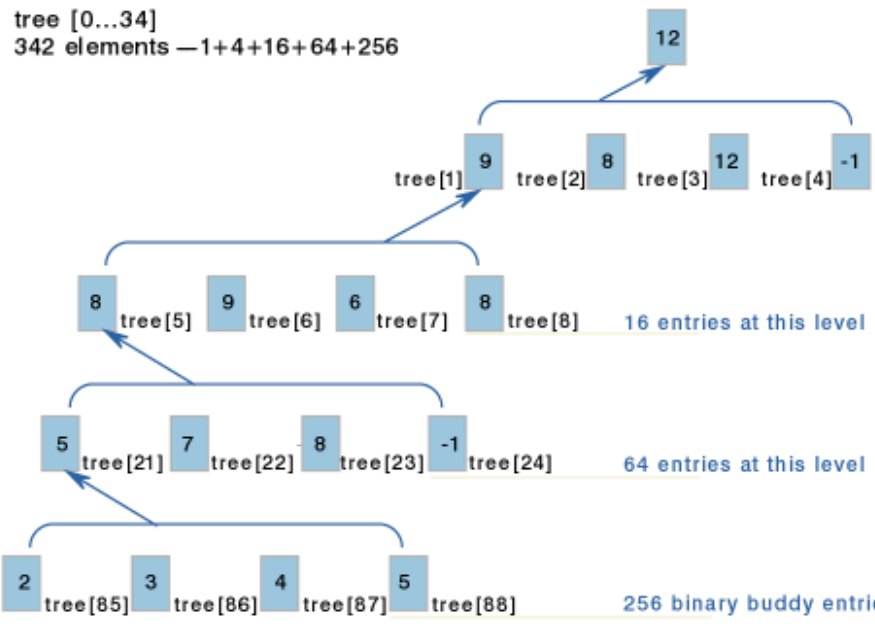 tree [0...34]
342 elements —1+4+16+64+256
12
9 8 12 -1
tree[1] tree[2] tree[3] tree[4]
8 9 6 8
tree[5] tree[6] tree[7] tree[8] 16 entries at this level
5 7 8 -1
tree[21] tree[22] tree[23] tree[24] 64 entries at this level
2 3 4 5
tree[85] tree[86] tree[87] tree[88] 256 binary buddy entri